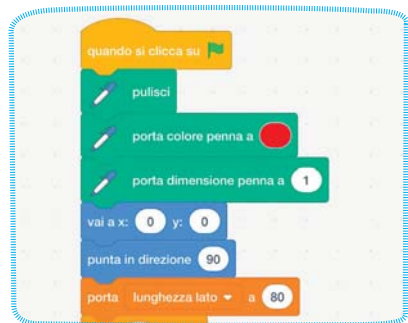 quando si clicca su
pulisci
porta colore penna a
porta dimensione penna a 1
vai a x: 0 y: 0
punta in direzione 90
porta lunghezza lato a 80